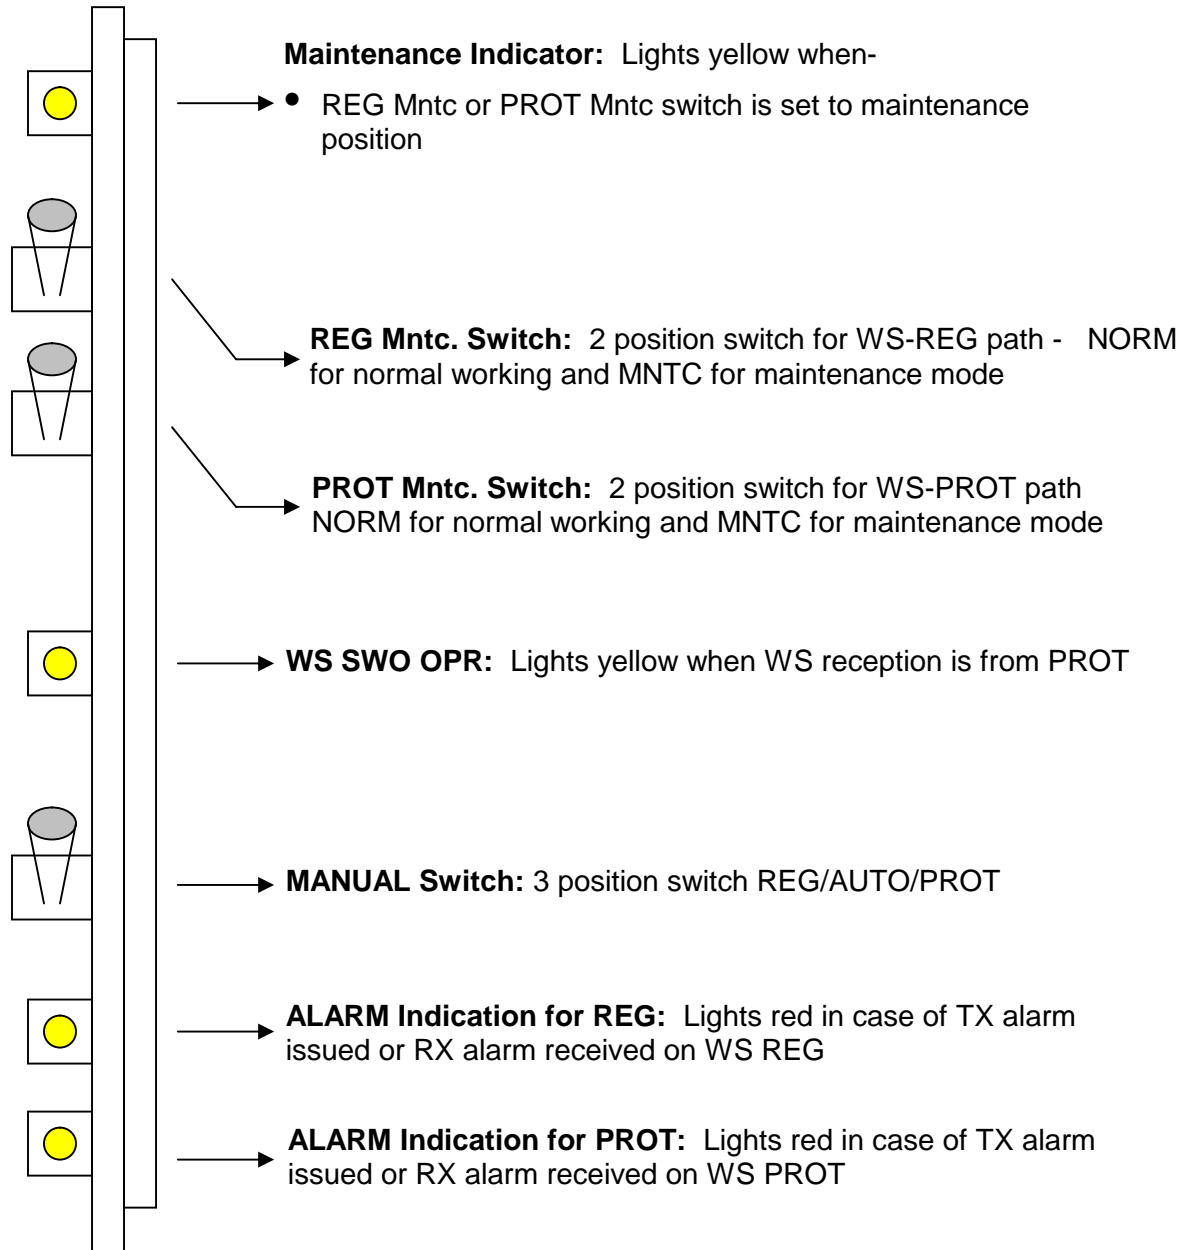 Maintenance Indicator: Lights yellow when-
• REG Mntc or PROT Mntc switch is set to maintenance
position
REG Mntc. Switch: 2 position switch for WS-REG path - NORM
for normal working and MNTC for maintenance mode
PROT Mntc. Switch: 2 position switch for WS-PROT path
NORM for normal working and MNTC for maintenance mode
WS SWO OPR: Lights yellow when WS reception is from PROT
MANUAL Switch: 3 position switch REG/AUTO/PROT
ALARM Indication for REG: Lights red in case of TX alarm
issued or RX alarm received on WS REG
ALARM Indication for PROT: Lights red in case of TX alarm
issued or RX alarm received on WS PROT